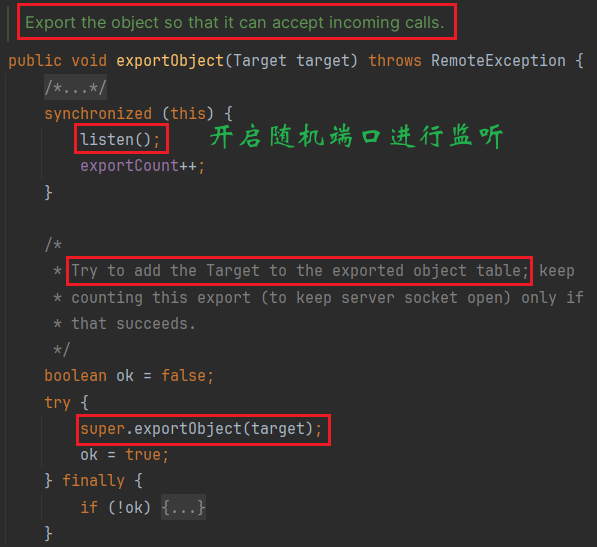 Export the object so that it can accept incoming calls.
public void exportObject(Target target) throws RemoteException {
/*...*/
synchronized (this) {
listen(); 开启随机端口进行监听
exportCount++;
}
/*
* Try to add the Target to the exported object table; keep
* counting this export (to keep server socket open) only if
* that succeeds.
*/
boolean ok = false;
try {
super.exportObject(target);
ok = true;
} finally {
if (!ok) {...}
}